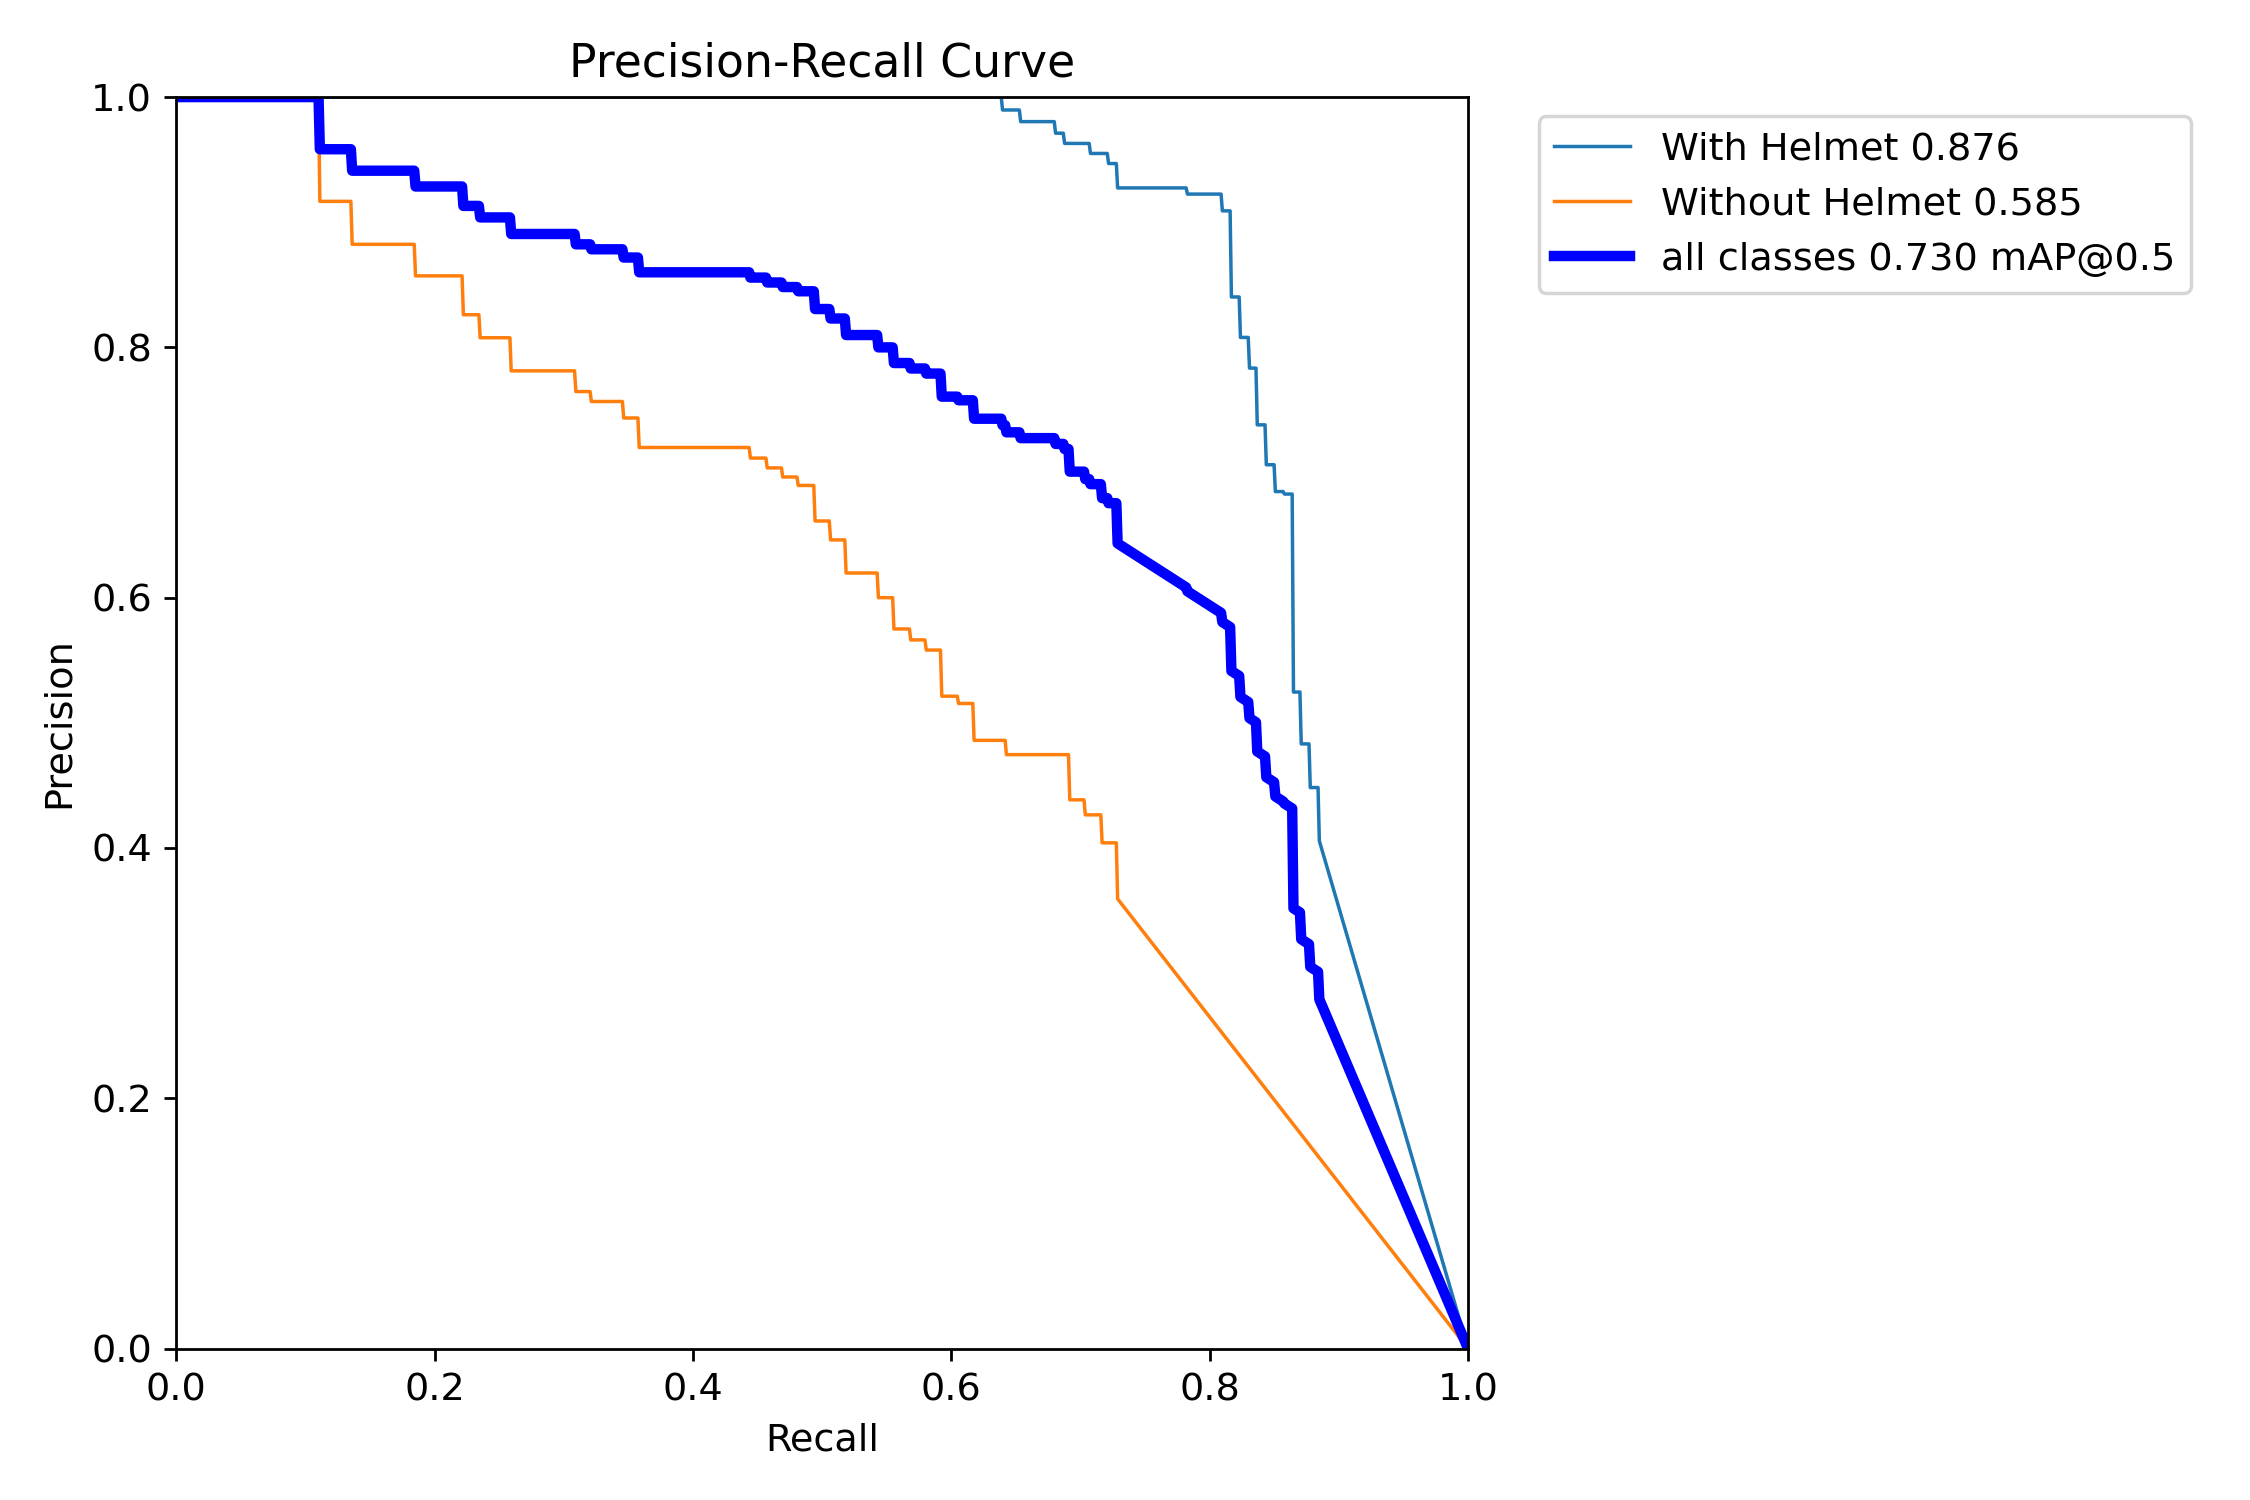 Precision-Recall Curve
With Helmet 0.876
Without Helmet 0.585
all classes 0.730 mAP@0.5
Precision
1.0
0.8
0.6
0.4
0.2
0.0
0.0 0.2 0.4 0.6 0.8 1.0
Recall